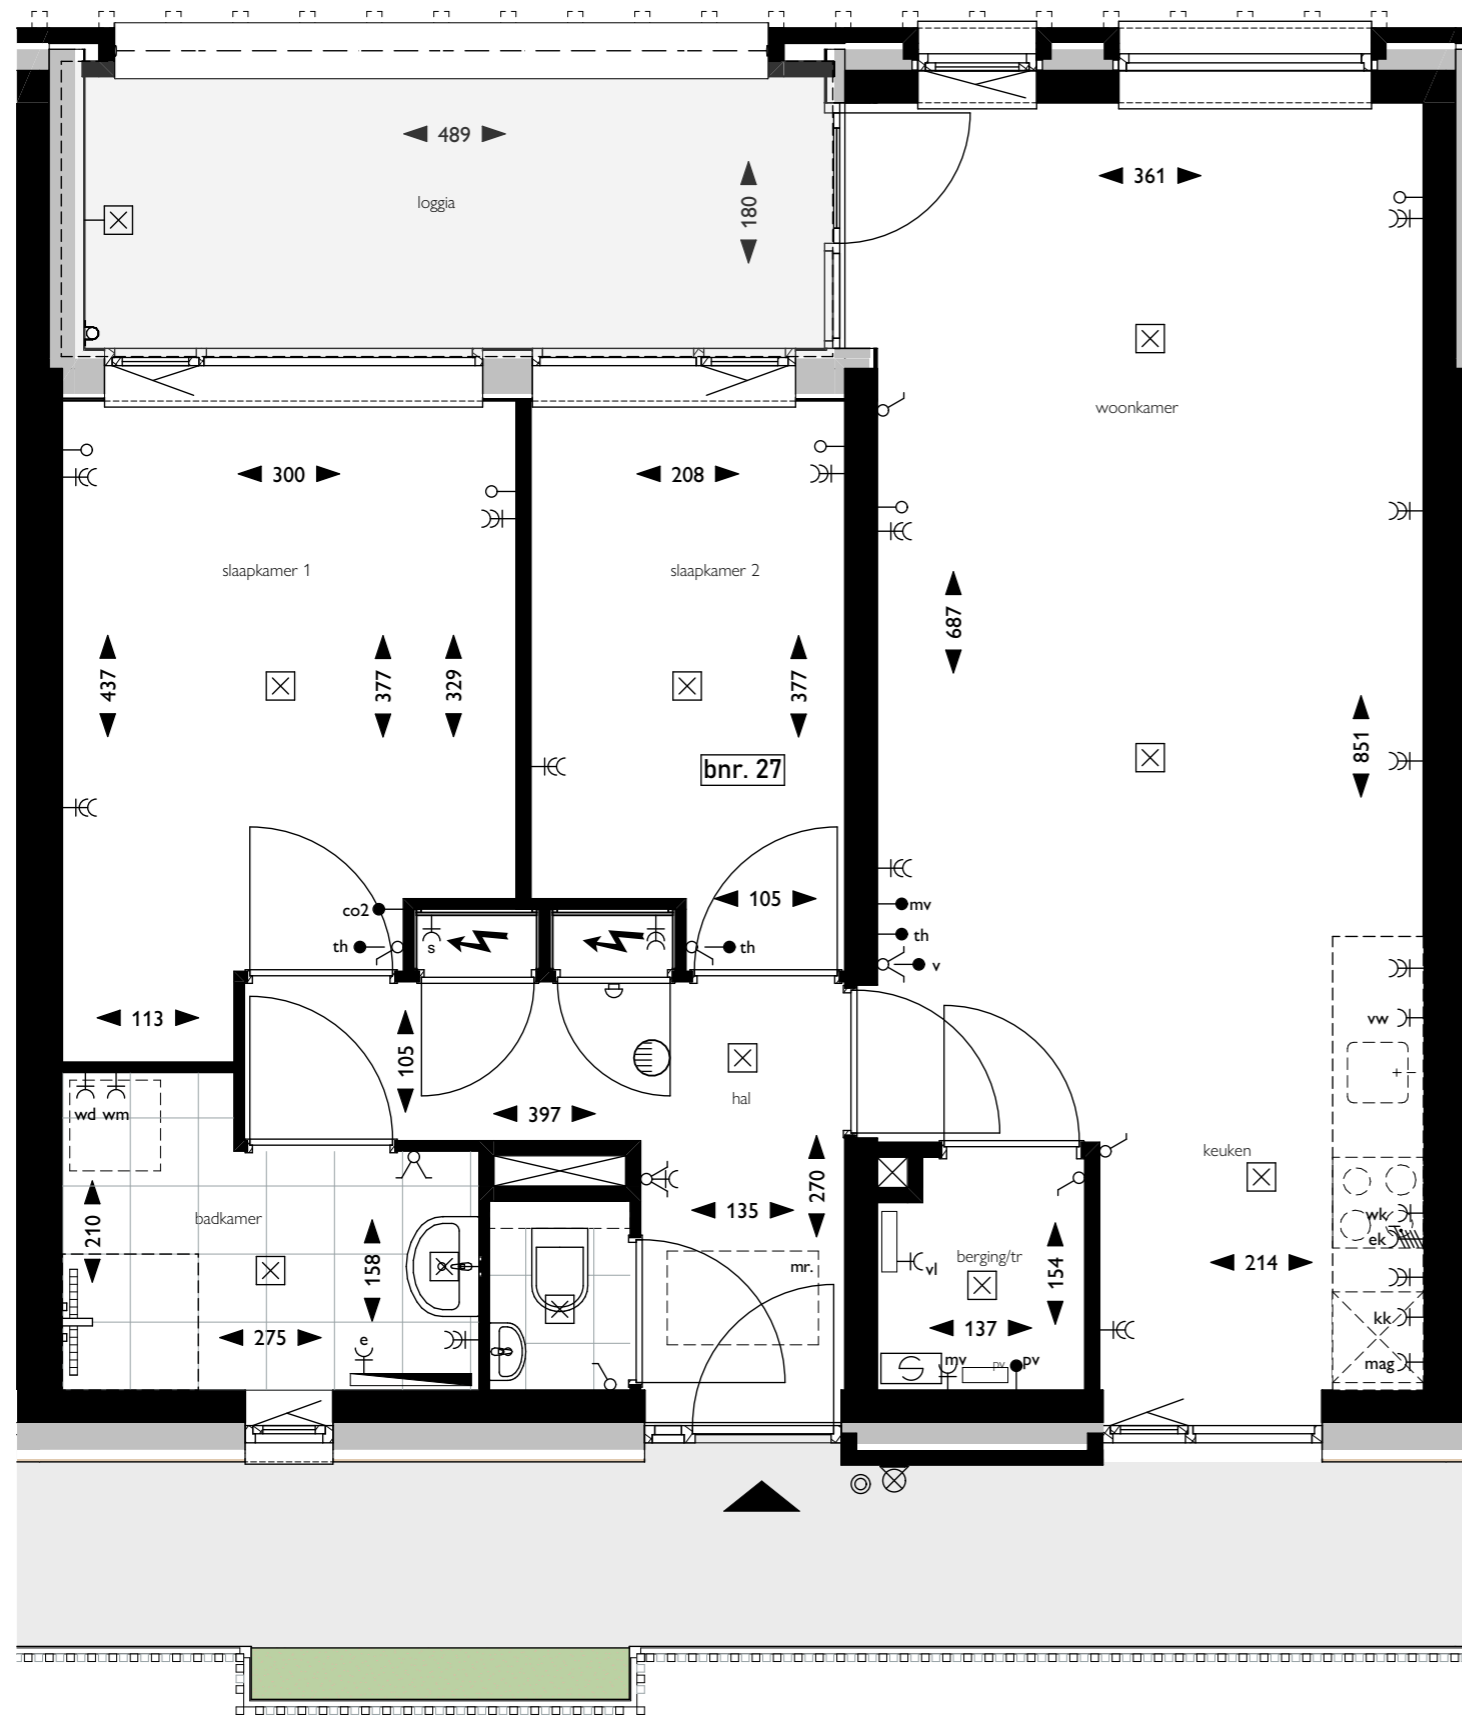 489
361
180
loggia
woonkamer
300
208
slaapkamer 1
slaapkamer 2
687
437
377
329
377
851
bnr. 27
105
co2
mv
th
s
th
th
v
113
vw
105
hal
397
wd wm
keuken
270
135
210
badkamer
158
wk
ek
berging/tr
mr.
vl
154
214
275
137
kk
e
mv
pv
pv
mag